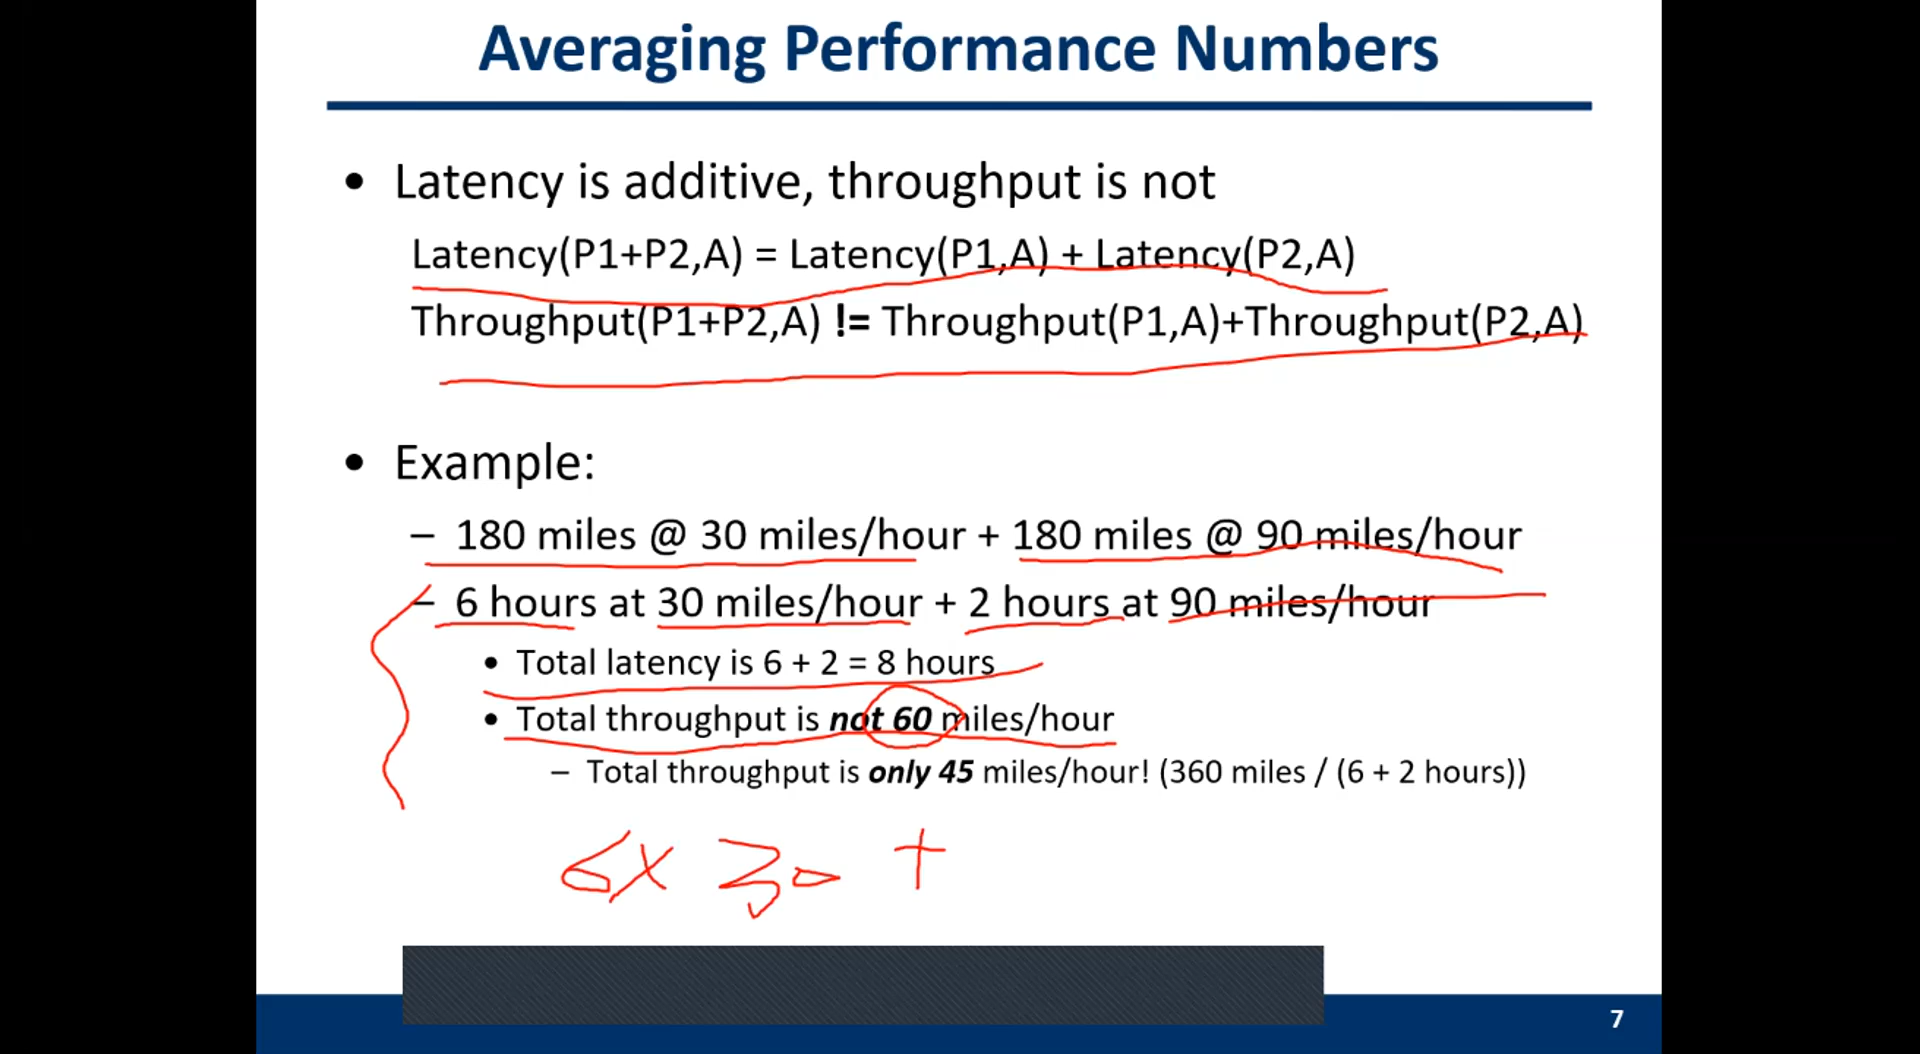 Averaging Performance Numbers
• Latency is additive, throughput is not
Latency(P1+P2,A) = Latency(P1,A) + Latency(P2,A)
Throughput(P1+P2,A) != Throughput(P1,A)+Throughput(P2,A)
• Example:
– 180 miles @ 30 miles/hour + 180 miles @ 90 miles/hour
– 6 hours at 30 miles/hour + 2 hours at 90 miles/hour
• Total latency is 6 + 2 = 8 hours
• Total throughput is not 60 miles/hour
– Total throughput is only 45 miles/hour! (360 miles / (6 + 2 hours))
6x 30 +
7